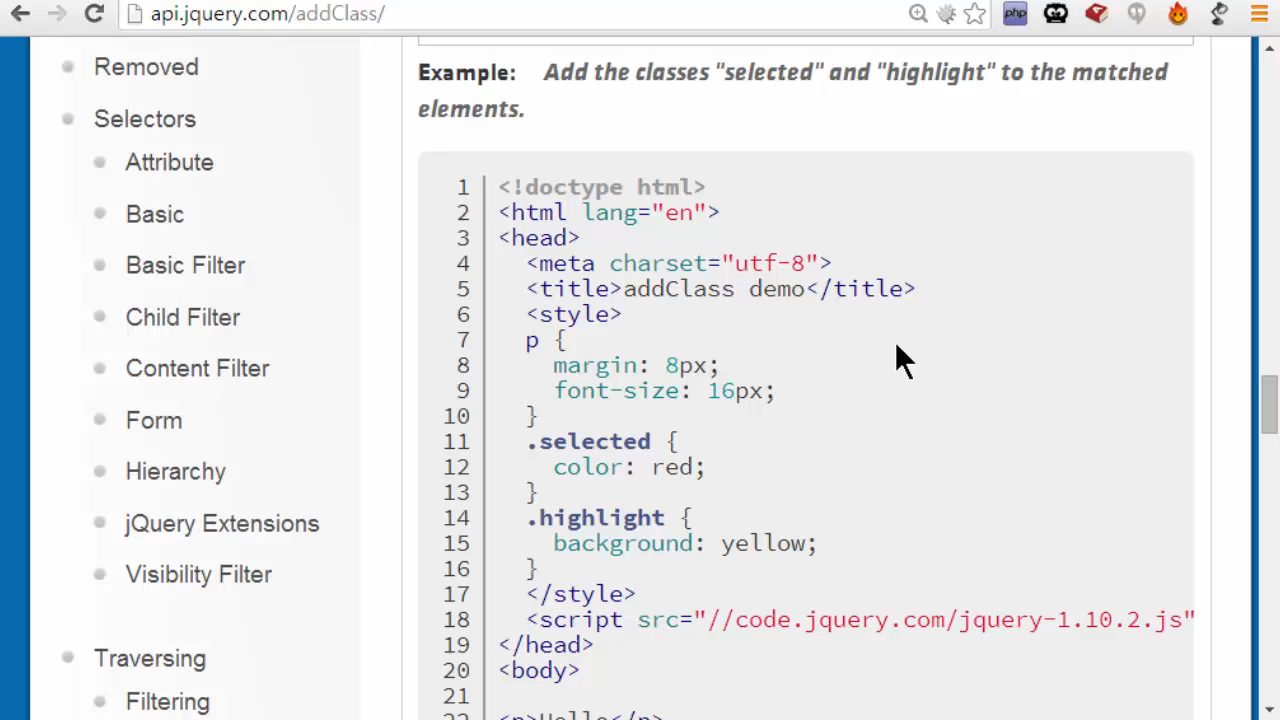 api.jquery.com/addClass/
php
Removed
Selectors
Attribute
Basic
Basic Filter
Child Filter
Content Filter
Form
Hierarchy
jQuery Extensions
Visibility Filter
Traversing
Filtering
Example: Add the classes "selected" and "highlight" to the matched
elements.
1 <!doctype html>
2 <html lang="en">
3 <head>
4 <meta charset="utf-8">
5 <title>addClass demo</title>
6 <style>
7 p {
8 margin: 8px;
9 font-size: 16px;
10 }
11 .selected {
12 color: red;
13 }
14 .highlight {
15 background: yellow;
16 }
17 </style>
18 <script src="//code.jquery.com/jquery-1.10.2.js"
19 </head>
20 <body>
21
22 <p>Hello</p>